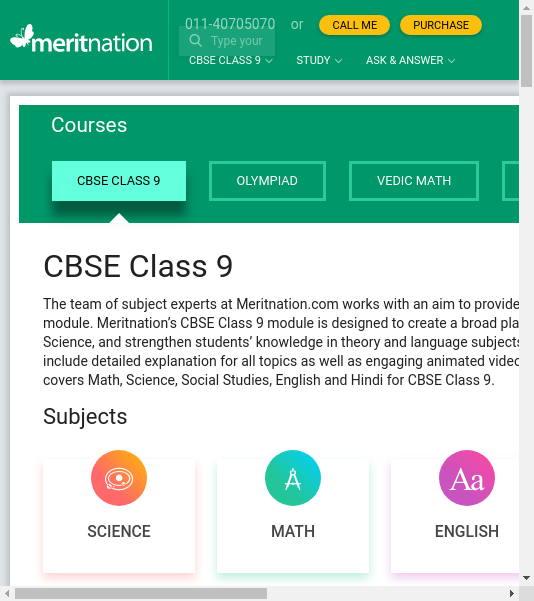 011-40705070 or CALL ME PURCHASE
meritnation
Type your
CBSE CLASS 9 STUDY ASK & ANSWER
Courses
CBSE CLASS 9 OLYMPIAD VEDIC MATH
CBSE Class 9
The team of subject experts at Meritnation.com works with an aim to provide
module. Meritnation's CBSE Class 9 module is designed to create a broad pla
Science, and strengthen students' knowledge in theory and language subjects
include detailed explanation for all topics as well as engaging animated video
covers Math, Science, Social Studies, English and Hindi for CBSE Class 9.
Subjects
Aa
SCIENCE MATH ENGLISH